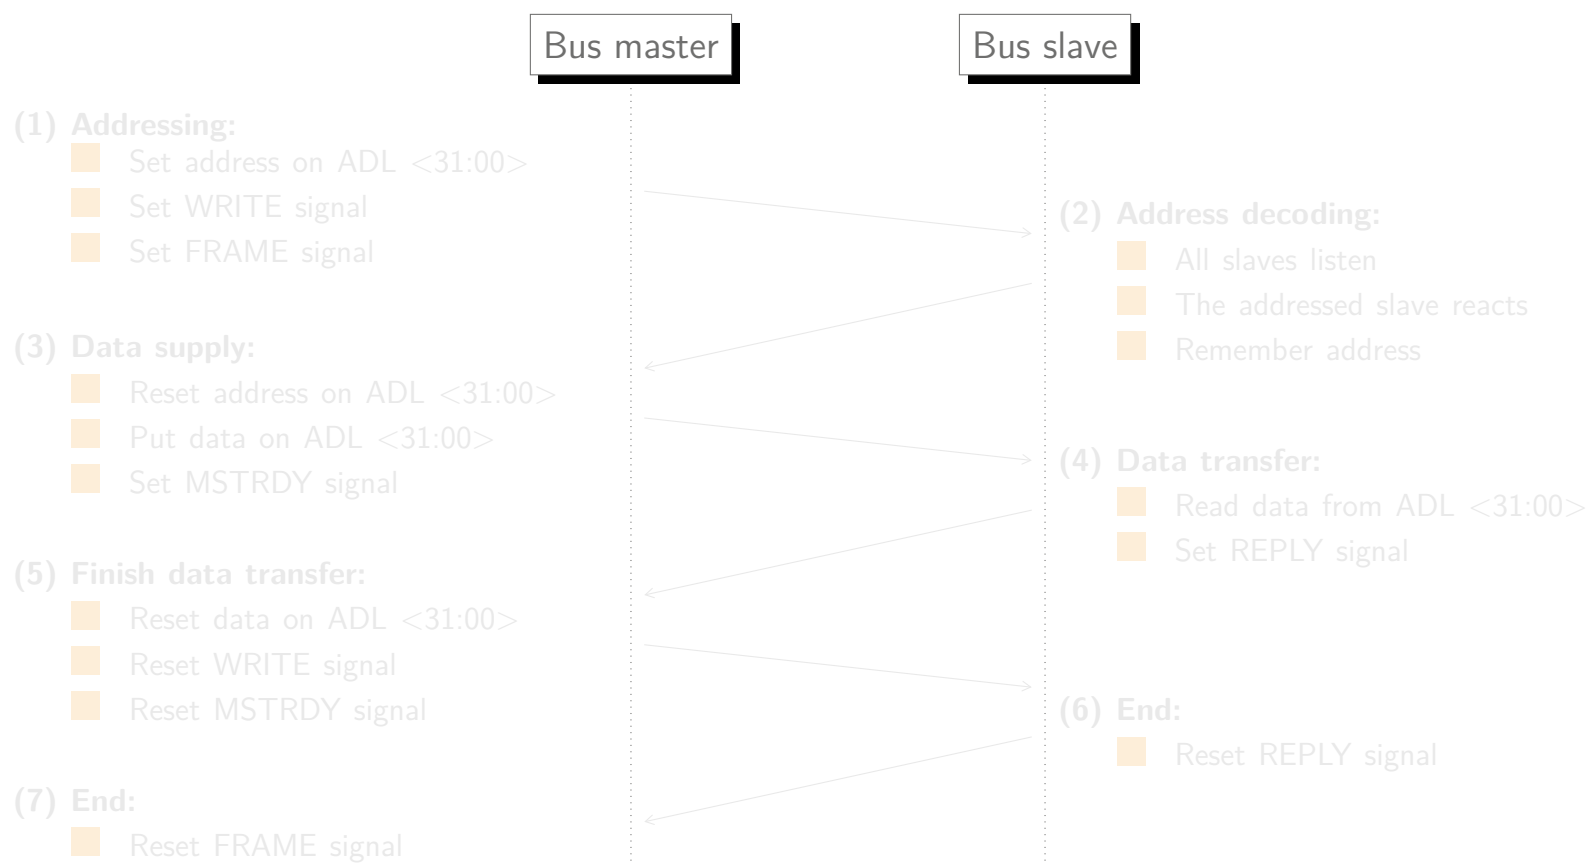 Bus master
Bus slave
(1) Addressing:
Set address on ADL <31:00>
Set WRITE signal
Set FRAME signal
(2) Address decoding:
All slaves listen
The addressed slave reacts
Remember address
(3) Data supply:
Reset address on ADL <31:00>
Put data on ADL <31:00>
Set MSTRDY signal
(4) Data transfer:
Read data from ADL <31:00>
Set REPLY signal
(5) Finish data transfer:
Reset data on ADL <31:00>
Reset WRITE signal
Reset MSTRDY signal
(6) End:
Reset REPLY signal
(7) End:
Reset FRAME signal